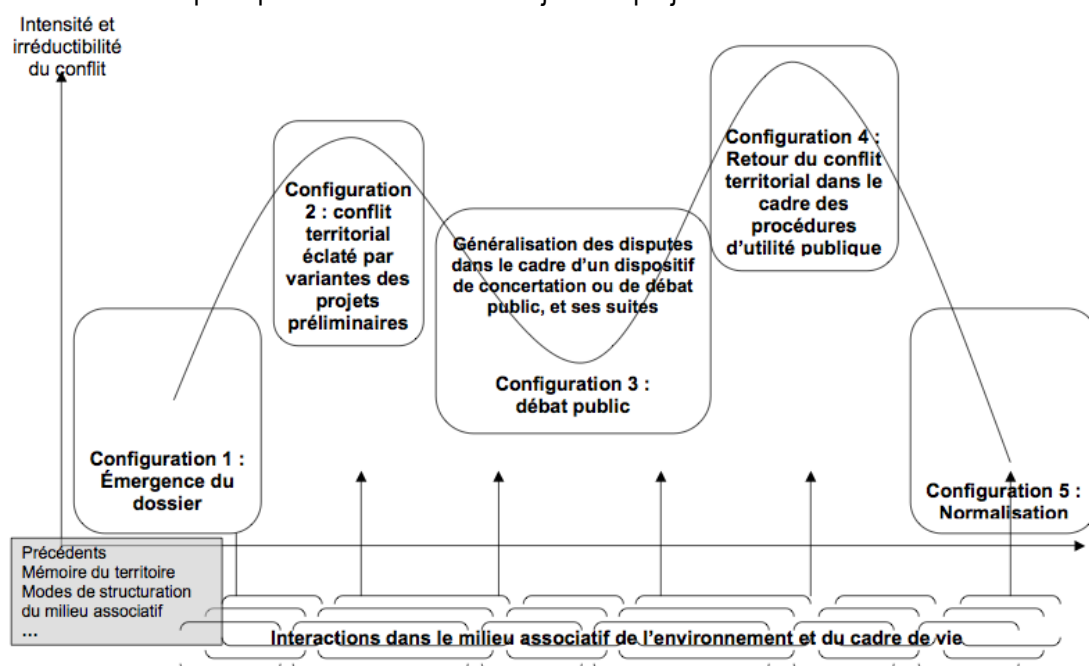 Intensité et
irréductibilité
du conflit
Configuration 4 :
Retour du conflit
territorial dans le
cadre des
procédures
d'utilité publique
Configuration
2 : conflit
territorial
éclaté par
variantes des
projets
préliminaires
Généralisation des disputes
dans le cadre d'un dispositif
de concertation ou de débat
public, et ses suites
Configuration 3 :
débat public
Configuration 1 :
Émergence du
dossier
Configuration 5 :
Normalisation
Précédents
Mémoire du territoire
Modes de structuration
du milieu associatif
…
Interactions dans le milieu associatif de l'environnement et du cadre de vie